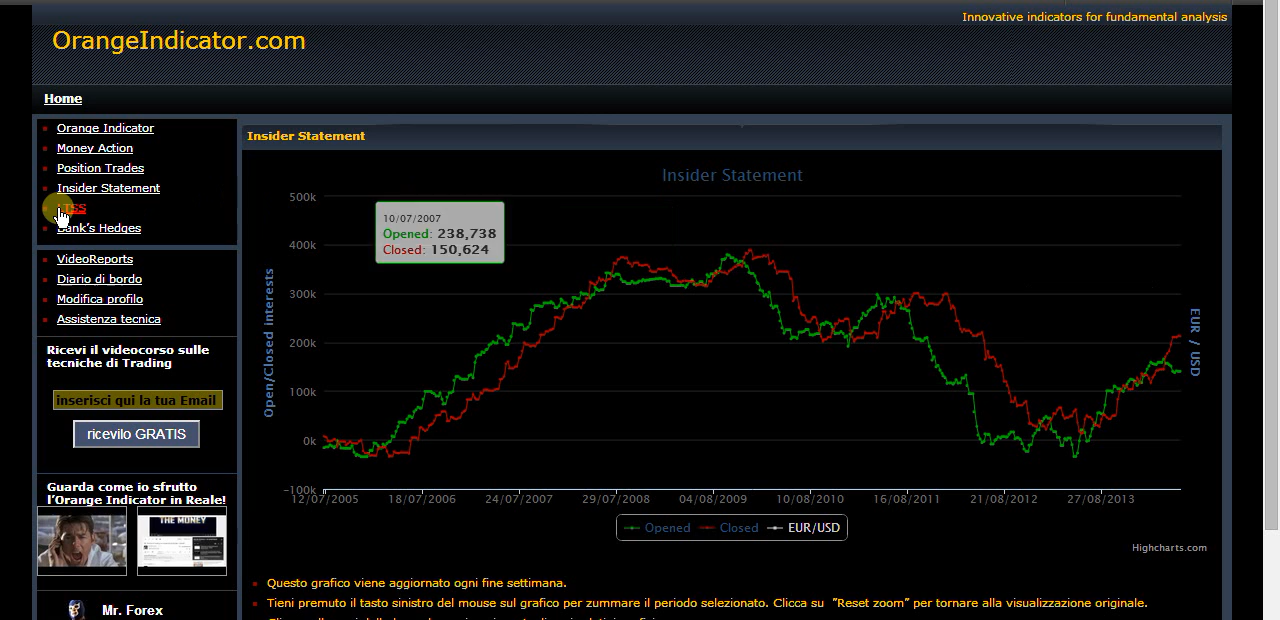 Innovative indicators for fundamental analysis
OrangeIndicator.com
Home
Orange Indicator
Money Action
Position Trades
Insider Statement
Bank's Hedges
VideoReports
Diario di bordo
Modifica profilo
Assistenza tecnica
Ricevi il videocorso sulle
tecniche di Trading
inserisci qui la tua Email
ricevilo GRATIS
Guarda come io sfrutto
l'Orange Indicator in Reale!
THE MONEY
Mr. Forex
Insider Statement
Insider Statement
500k
400k
300k
200k
100k
0k
-100k
Open/Closed interests
EUR / USD
10/07/2007
Opened: 238,738
Closed: 150,624
12/07/2005 18/07/2006 24/07/2007 29/07/2008 04/08/2009 10/08/2010 16/08/2011 21/08/2012 27/08/2013
Opened Closed EUR/USD
Highcharts.com
Questo grafico viene aggiornato ogni fine settimana.
Tieni premuto il tasto sinistro del mouse sul grafico per zummare il periodo selezionato. Clicca su "Reset zoom" per tornare alla visualizzazione originale.